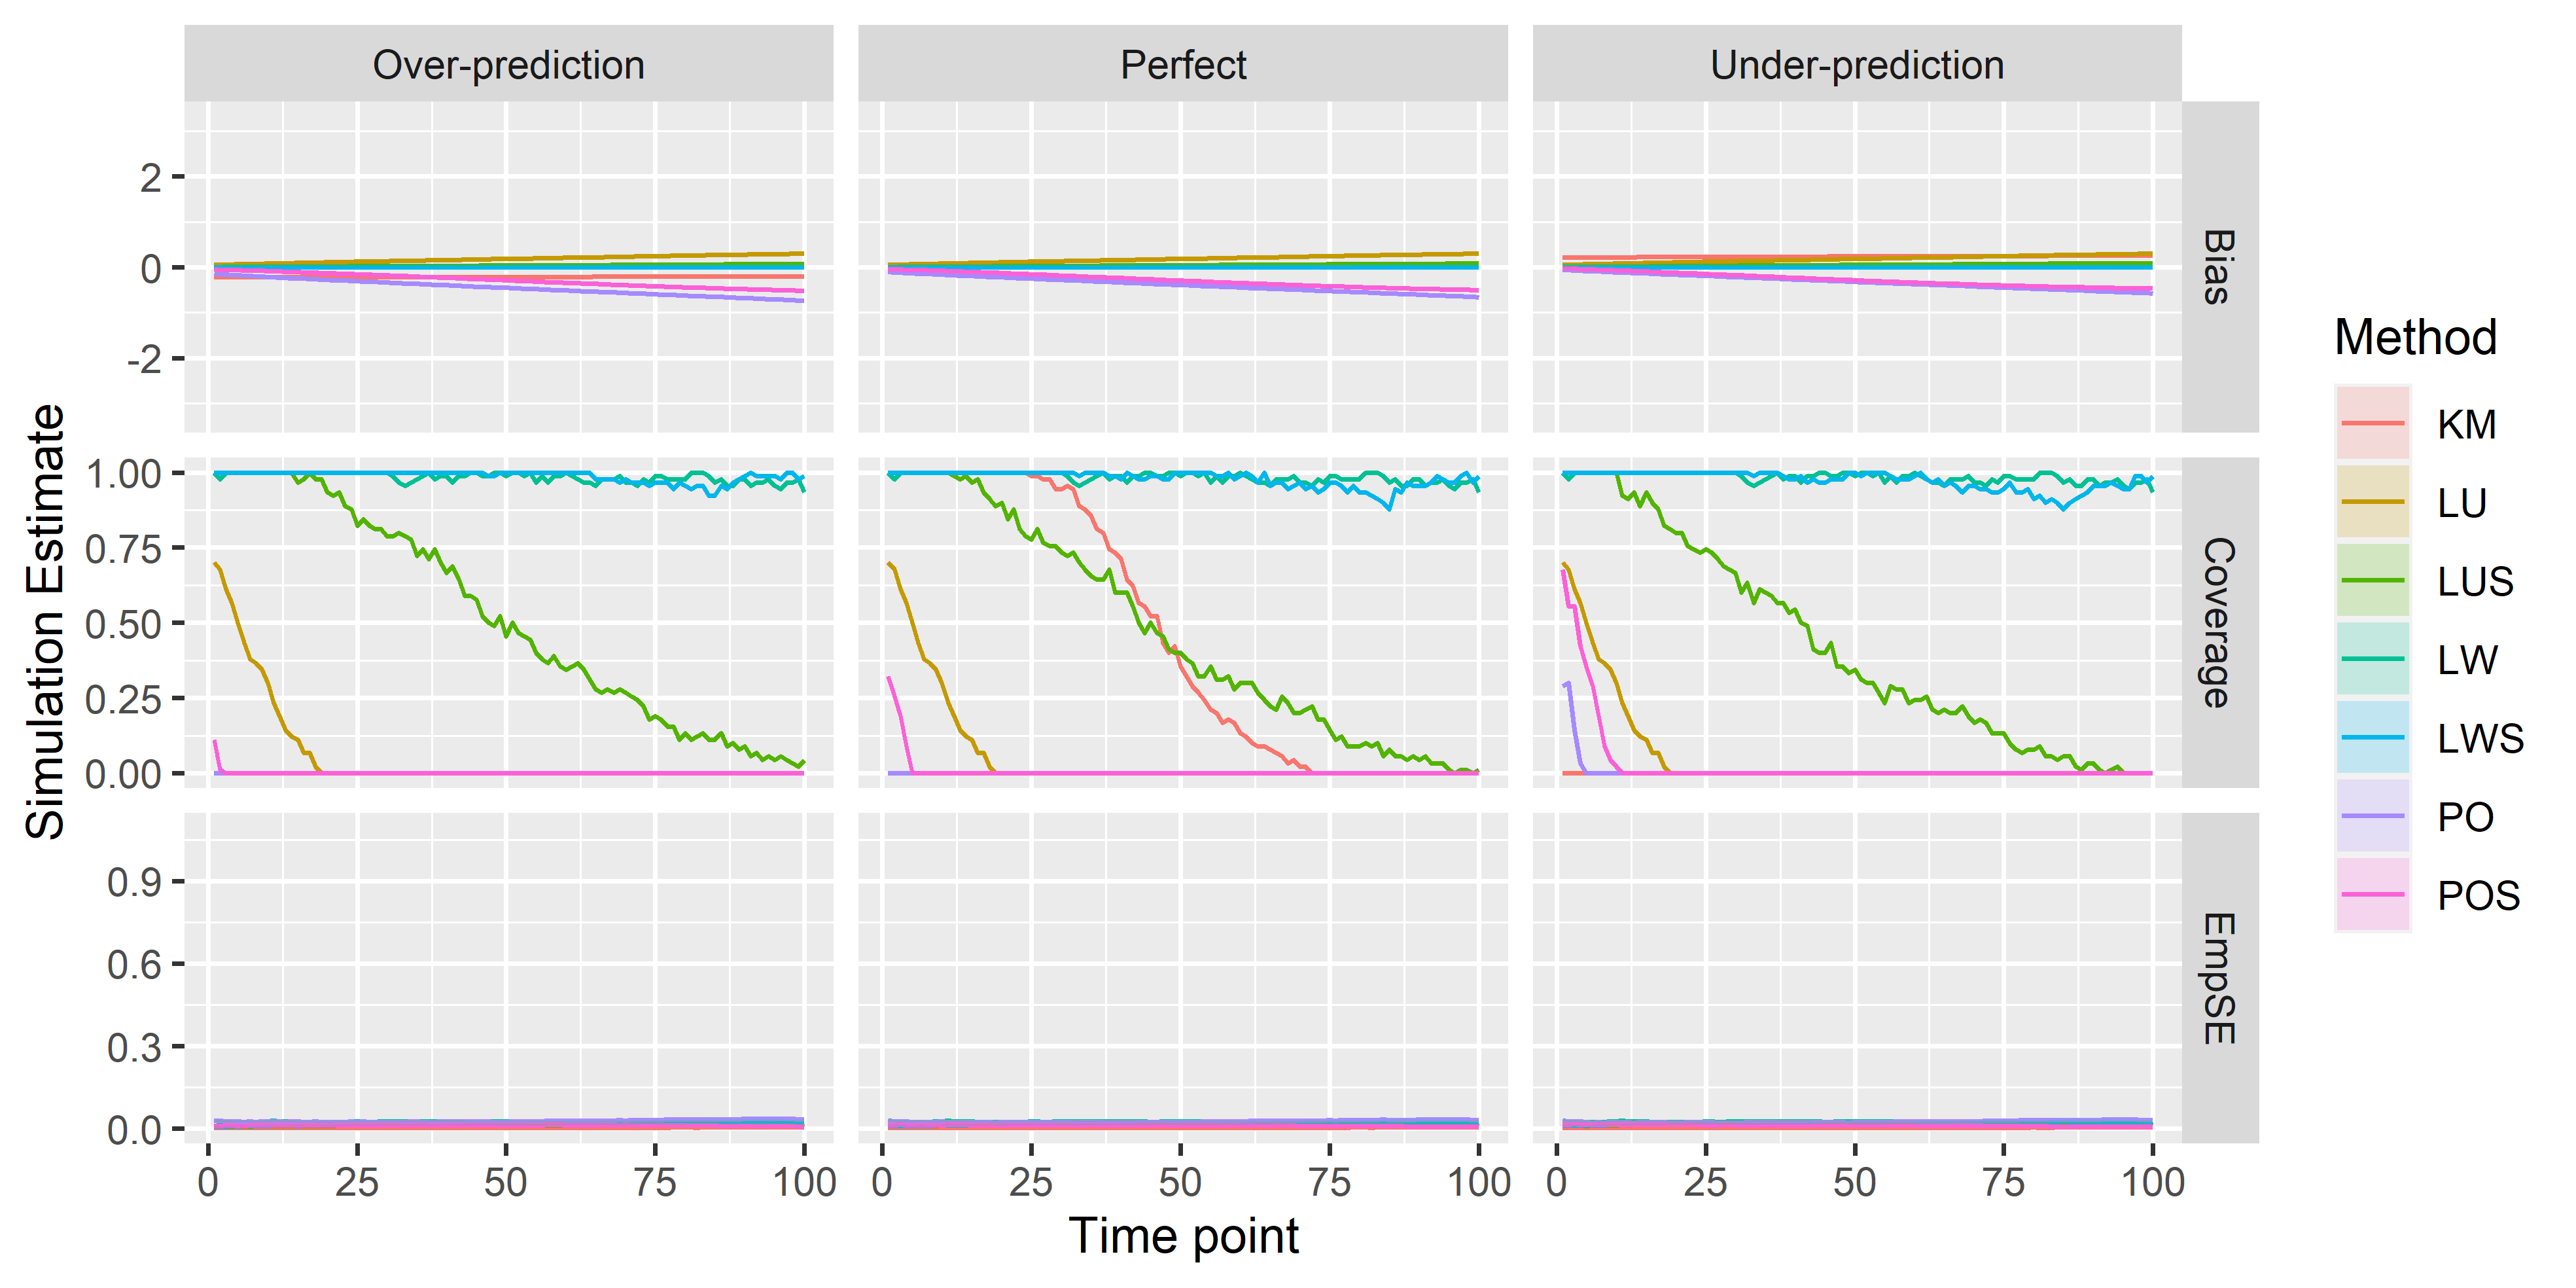 Over-prediction
Perfect
Under-prediction
Simulation Estimate
2
0
-2
Bias
1.00
0.75
0.50
0.25
0.00
Coverage
0.9
0.6
0.3
0.0
EmpSE
0 25 50 75 100
0 25 50 75 100
0 25 50 75 100
Time point
Method
KM
LU
LUS
LW
LWS
PO
POS